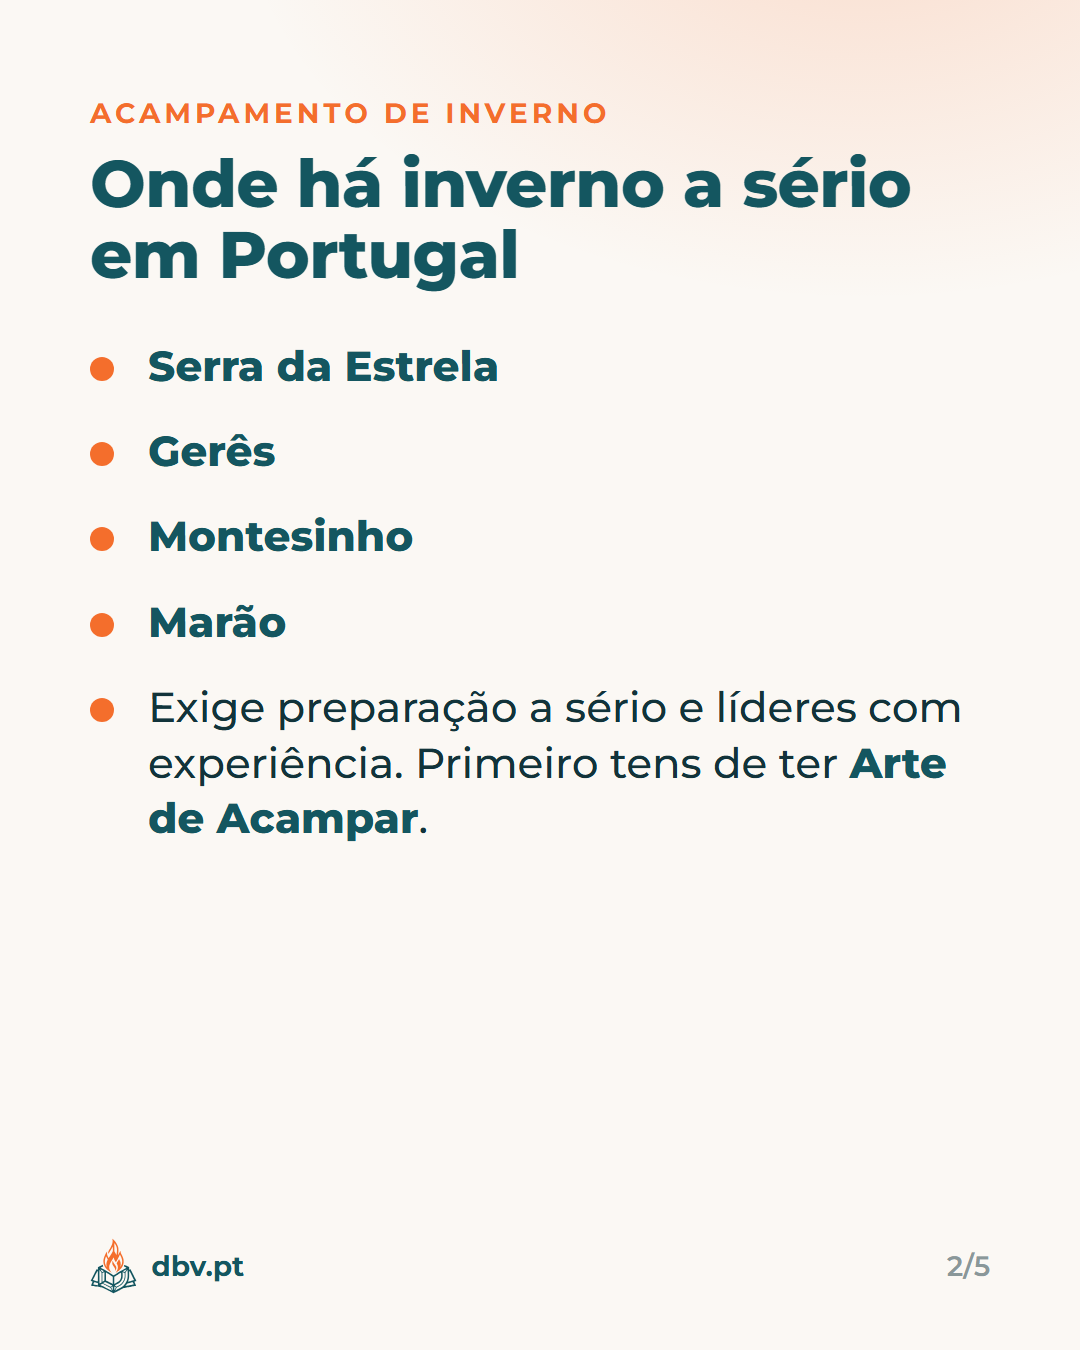 ACAMPAMENTO DE INVERNO
Onde há inverno a sério
em Portugal
Serra da Estrela
Gerês
Montesinho
Marão
Exige preparação a sério e líderes com
experiência. Primeiro tens de ter Arte
de Acampar.
dbv.pt
2/5